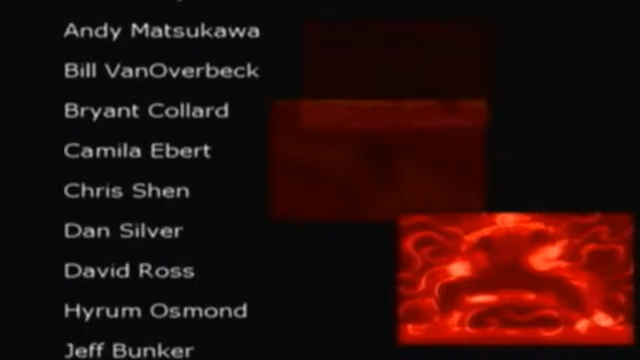 Andy Matsukawa
Bill VanOverbeck
Bryant Collard
Camila Ebert
Chris Shen
Dan Silver
David Ross
Hyrum Osmond
Jeff Bunker